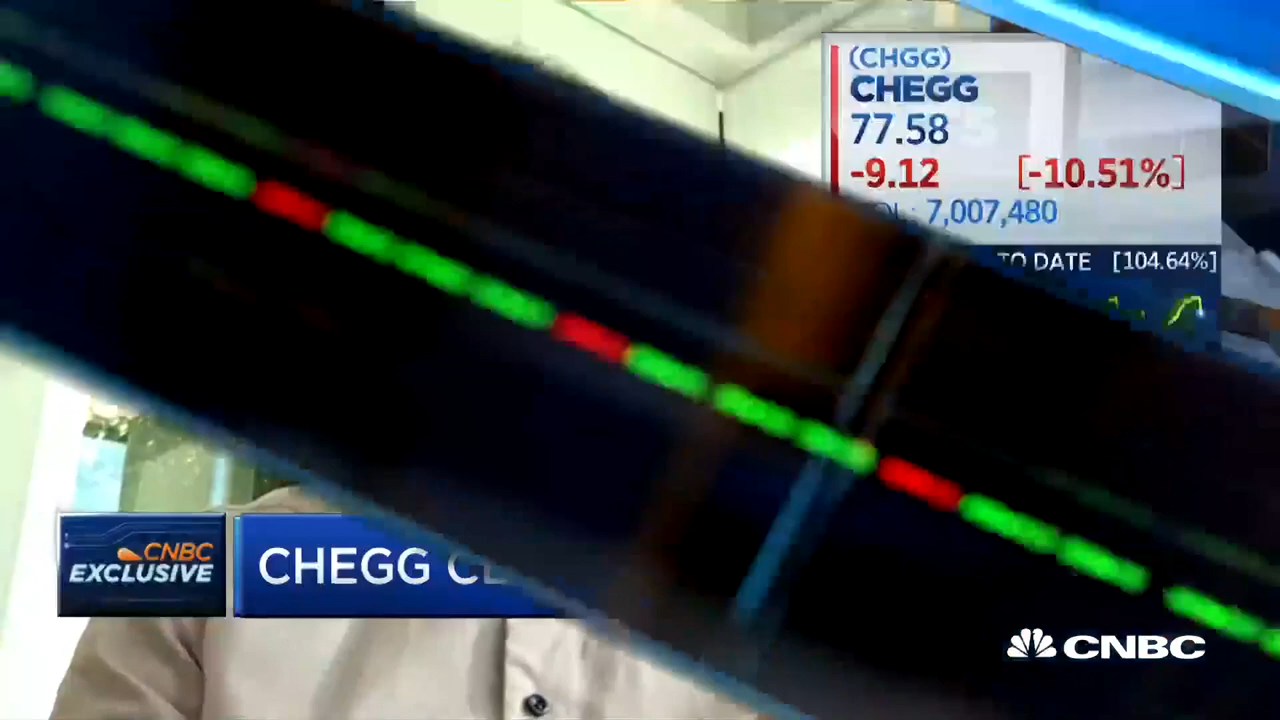 (CHGG)
CHEGG
77.58
-9.12 [-10.51%]
7,007,480
TO DATE [104.64%]
CNBC
EXCLUSIVE
CHEGG
CNBC